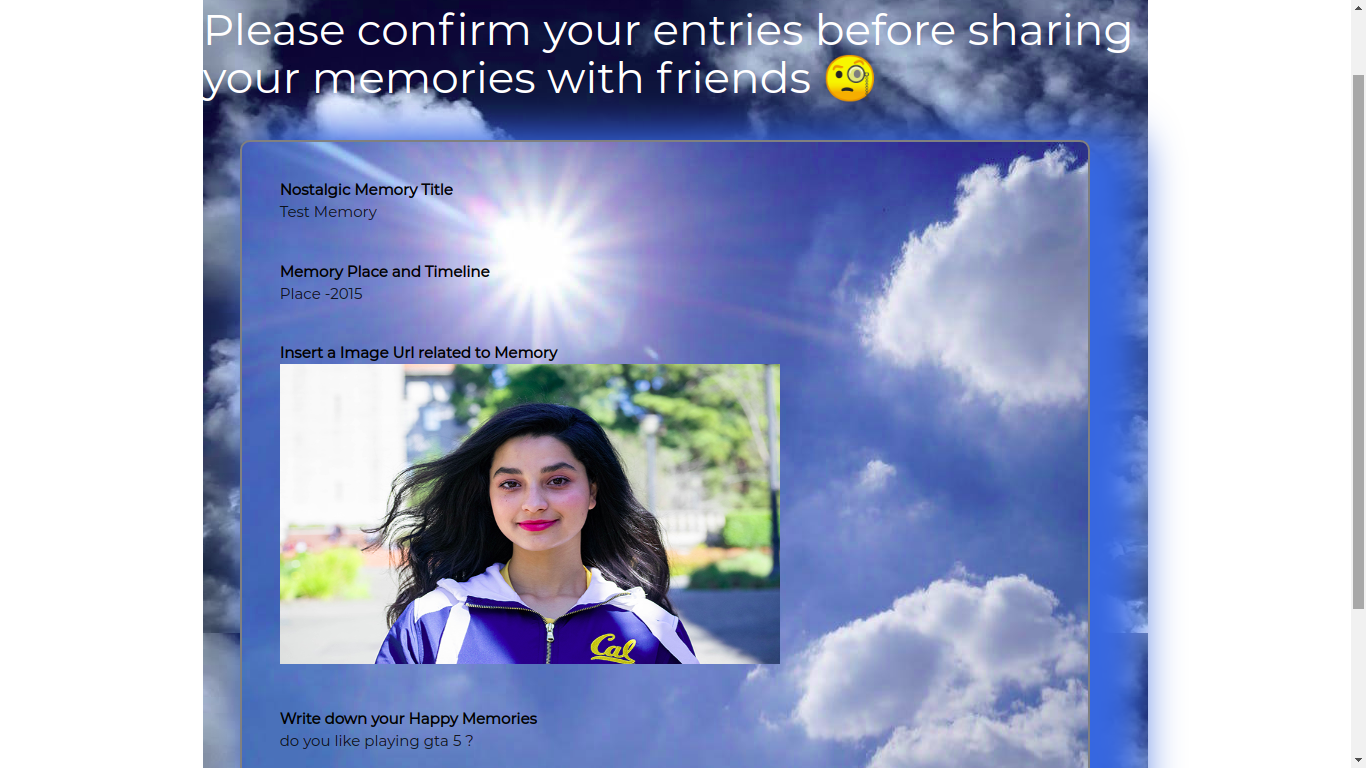 Please confirm your entries before sharing
your memories with friends 🧐
Nostalgic Memory Title
Test Memory
Memory Place and Timeline
Place -2015
Insert a Image Url related to Memory
Cal
Write down your Happy Memories
do you like playing gta 5 ?